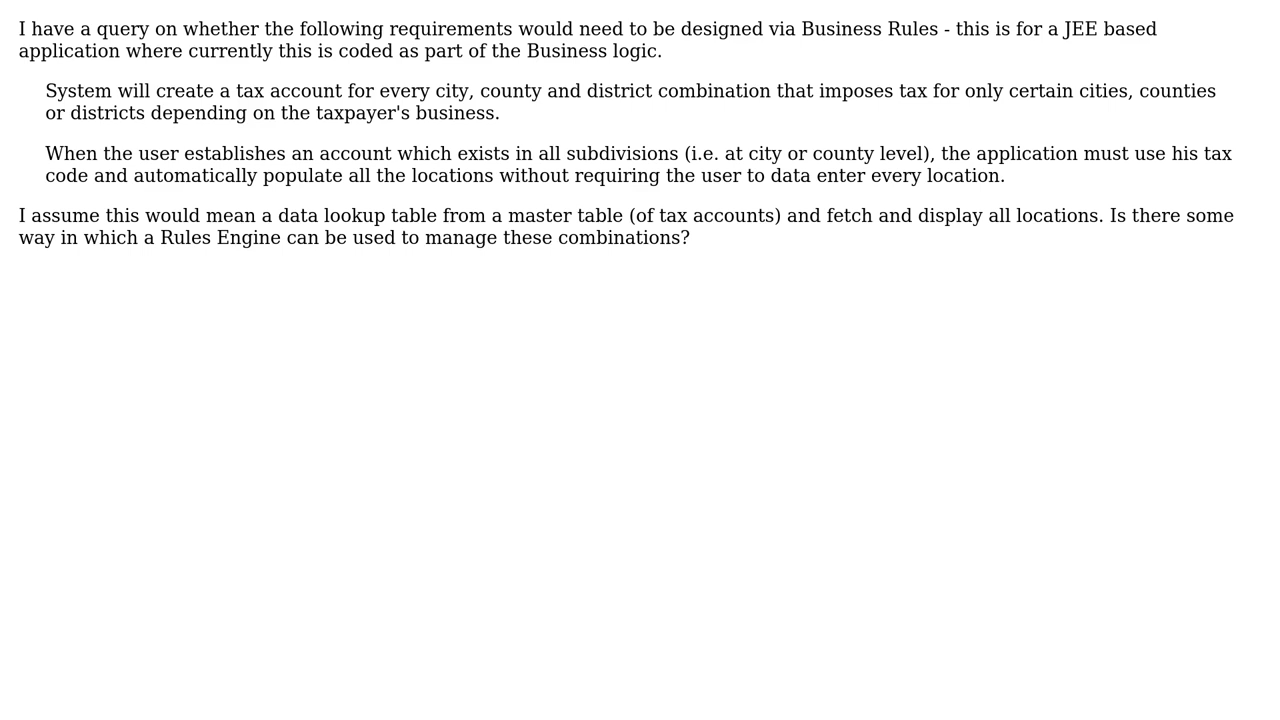 I have a query on whether the following requirements would need to be designed via Business Rules - this is for a JEE based
application where currently this is coded as part of the Business logic.
System will create a tax account for every city, county and district combination that imposes tax for only certain cities, counties
or districts depending on the taxpayer's business.
When the user establishes an account which exists in all subdivisions (i.e. at city or county level), the application must use his tax
code and automatically populate all the locations without requiring the user to data enter every location.
I assume this would mean a data lookup table from a master table (of tax accounts) and fetch and display all locations. Is there some
way in which a Rules Engine can be used to manage these combinations?